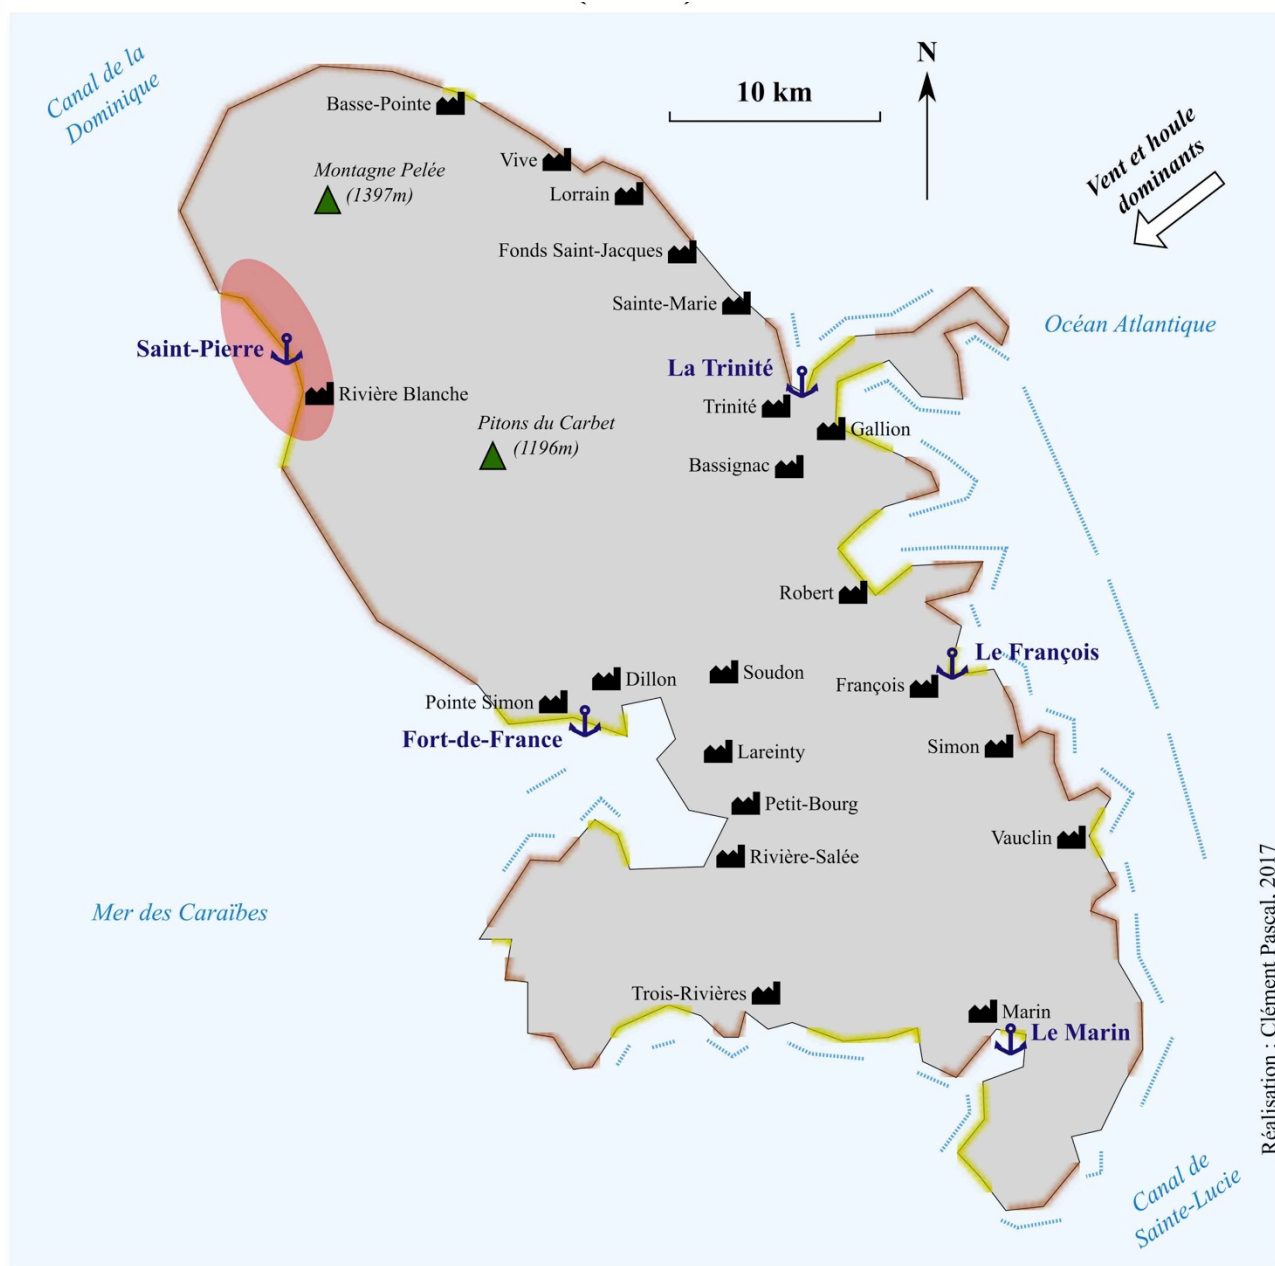 Canal de la
Dominique
N
10 km
Vent et houle
dominants
Basse-Pointe
Montagne Pelée
(1397m)
Vive
Lorrain
Fonds Saint-Jacques
Sainte-Marie
Océan Atlantique
Saint-Pierre
La Trinité
Rivière Blanche
Trinité
Pitons du Carbet
(1196m)
Gallion
Bassignac
Robert
Le François
Dillon
Soudon
François
Pointe Simon
Fort-de-France
Lareinty
Simon
Petit-Bourg
Vauclin
Rivière-Salée
Mer des Caraïbes
Trois-Rivières
Marin
Le Marin
Canal de
Sainte-Lucie
Réalisation : Clément Pascal, 2017